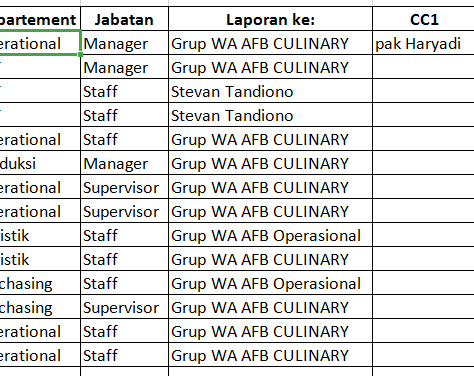 partement Jabatan Laporan ke: CC1
erational Manager Grup WA AFB CULINARY pak Haryadi
Manager Grup WA AFB CULINARY
Staff Stevan Tandiono
Staff Stevan Tandiono
erational Staff Grup WA AFB CULINARY
duksi Manager Grup WA AFB CULINARY
erational Supervisor Grup WA AFB CULINARY
erational Supervisor Grup WA AFB CULINARY
istik Staff Grup WA AFB Operasional
istik Staff Grup WA AFB CULINARY
chasing Staff Grup WA AFB Operasional
chasing Supervisor Grup WA AFB CULINARY
erational Staff Grup WA AFB CULINARY
erational Staff Grup WA AFB CULINARY